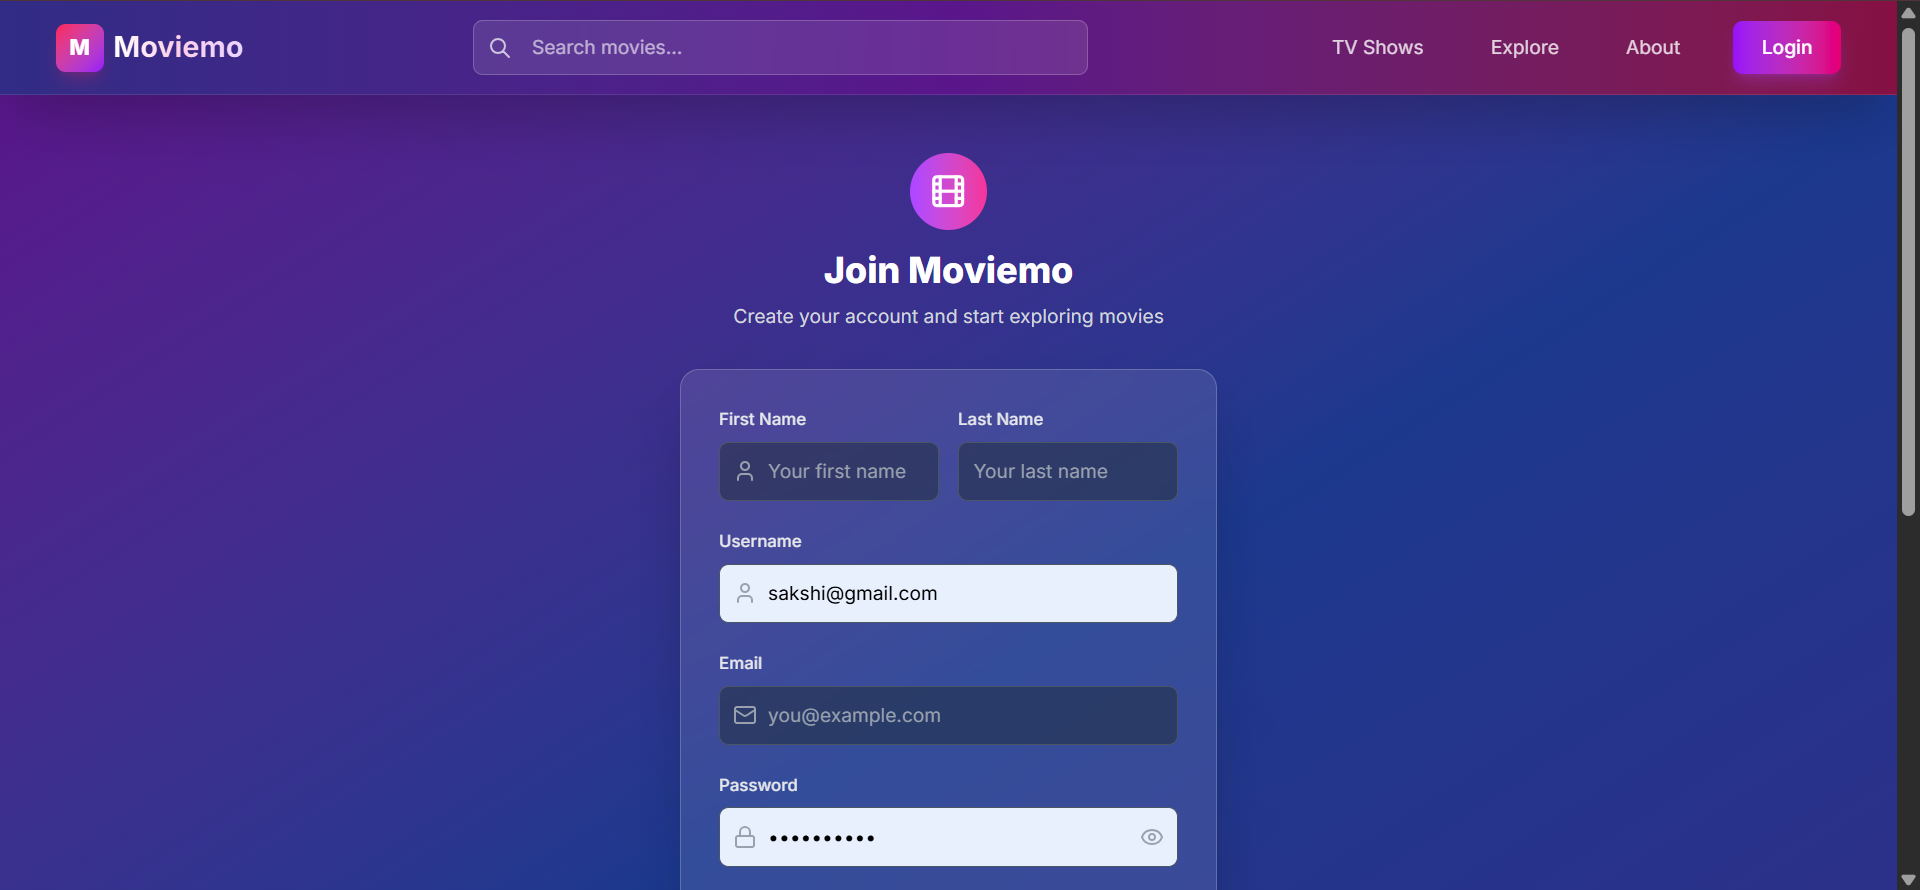 M Moviemo
Search movies...
TV Shows
Explore
About
Login
Join Moviemo
Create your account and start exploring movies
First Name
Last Name
Your first name
Your last name
Username
sakshi@gmail.com
Email
you@example.com
Password
••••••••••